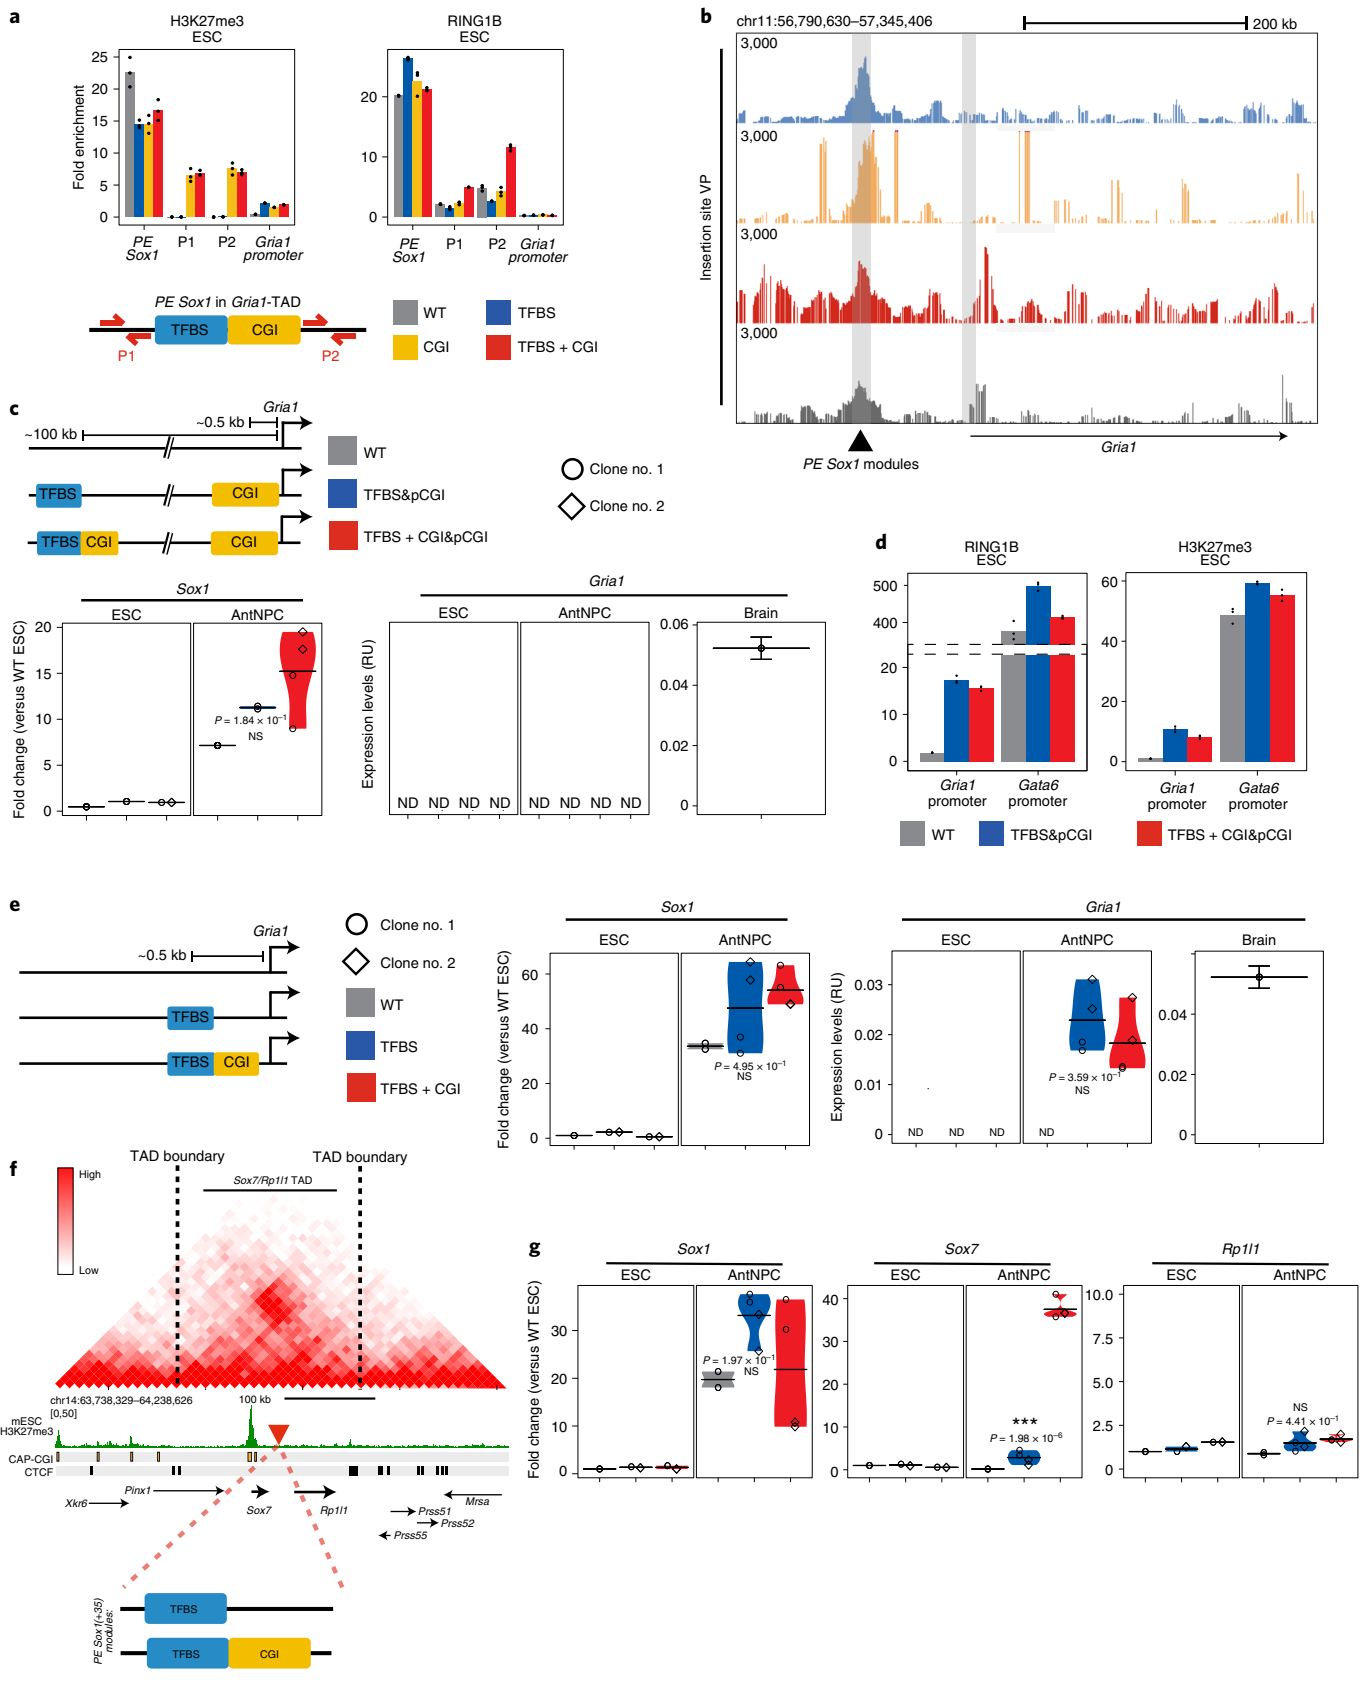 a
H3K27me3
ESC
RING1B
ESC
Fold enrichment
25
20
15
10
5
0
20
10
0
PE Sox1
P1
P2
Gria1 promoter
PE Sox1
P1
P2
Gria1 promoter
PE Sox1 in Gria1-TAD
TFBS
CGI
P1
P2
WT
TFBS
CGI
TFBS + CGI
b
chr11:56,790,630–57,345,406
200 kb
Insertion site VP
3,000
3,000
3,000
3,000
PE Sox1 modules
Gria1
c
Gria1
~0.5 kb
~100 kb
TFBS
CGI
TFBS
CGI
CGI
WT
TFBS&pCGI
TFBS + CGI&pCGI
Clone no. 1
Clone no. 2
Sox1
ESC
AntNPC
Fold change (versus WT ESC)
20
15
10
5
0
P = 1.84 × 10⁻¹
NS
Gria1
ESC
AntNPC
Brain
Expression levels (RU)
ND ND ND ND
ND ND ND ND
0.06
0.04
0.02
0
d
RING1B
ESC
H3K27me3
ESC
500
400
20
10
0
60
40
20
0
Gria1 promoter
Gata6 promoter
Gria1 promoter
Gata6 promoter
WT
TFBS&pCGI
TFBS + CGI&pCGI
e
Gria1
~0.5 kb
TFBS
TFBS
CGI
Clone no. 1
Clone no. 2
WT
TFBS
TFBS + CGI
Sox1
ESC
AntNPC
Fold change (versus WT ESC)
60
40
20
0
P = 4.95 × 10⁻¹
NS
Gria1
ESC
AntNPC
Brain
Expression levels (RU)
0.03
0.02
0.01
0
ND ND ND
ND
P = 3.59 × 10⁻¹
NS
0.04
0.02
0
f
TAD boundary
TAD boundary
High
Low
Sox7/Rp1l1 TAD
chr14:63,738,329–64,238,626
100 kb
[0,50]
mESC
H3K27me3
CAP-CGI
CTCF
Xkr6
Pinx1
Sox7
Rp1l1
Prss51
Prss52
Prss55
Mrsa
PE Sox1(+35)
modules:
TFBS
TFBS
CGI
g
Sox1
ESC
AntNPC
Fold change (versus WT ESC)
30
20
10
0
P = 1.97 × 10⁻¹
NS
Sox7
ESC
AntNPC
40
30
20
10
0
***
P = 1.98 × 10⁻⁶
Rp1l1
ESC
AntNPC
10.0
7.5
5.0
2.5
0
NS
P = 4.41 × 10⁻¹